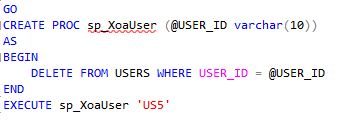 GO
CREATE PROC sp_XoaUser (@USER_ID varchar(10))
AS
BEGIN
DELETE FROM USERS WHERE USER_ID = @USER_ID
END
EXECUTE sp_XoaUser 'US5'